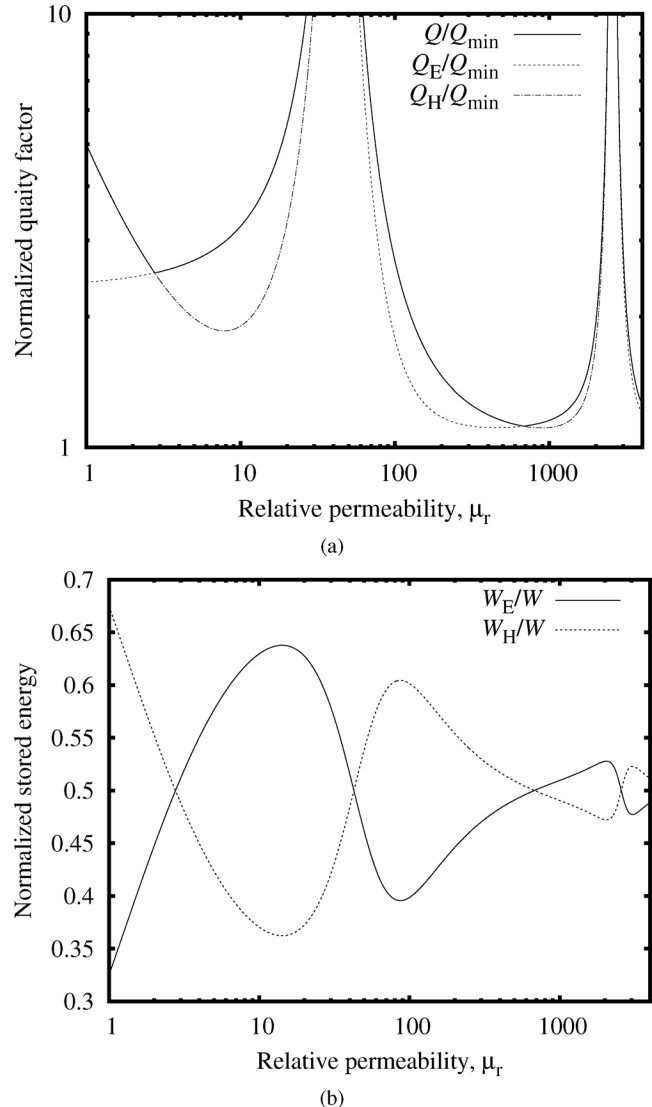 10
Q/Q_min
Q_E/Q_min
Q_H/Q_min
Normalized quaity factor
1
1 10 100 1000
Relative permeability, μ_r
(a)
0.7
W_E/W
W_H/W
0.65
0.6
0.55
0.5
0.45
0.4
0.35
0.3
Normalized stored energy
1 10 100 1000
Relative permeability, μ_r
(b)